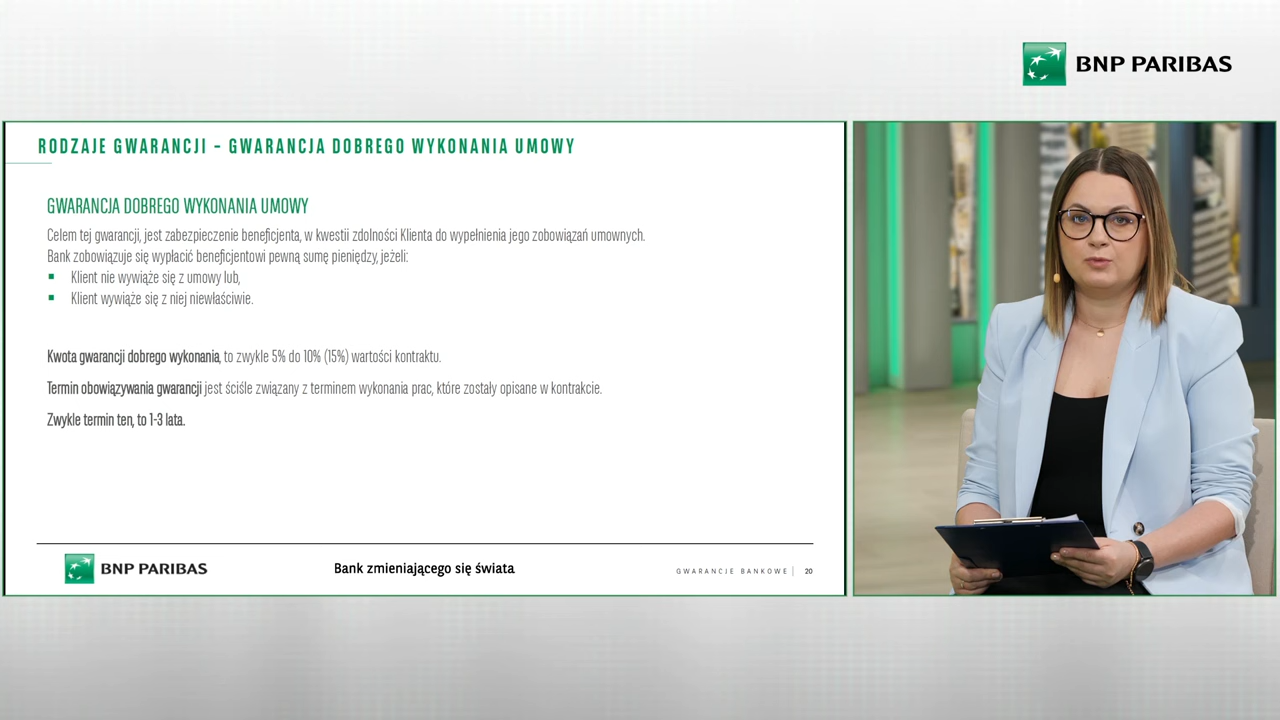 BNP PARIBAS
RODZAJE GWARANCJI – GWARANCJA DOBREGO WYKONANIA UMOWY
GWARANCJA DOBREGO WYKONANIA UMOWY
Celem tej gwarancji, jest zabezpieczenie beneficjenta, w kwestii zdolności Klienta do wypełnienia jego zobowiązań umownych.
Bank zobowiązuje się wypłacić beneficjentowi pewną sumę pieniędzy, jeżeli:
▪ Klient nie wywiąże się z umowy lub,
▪ Klient wywiąże się z niej niewłaściwie.
Kwota gwarancji dobrego wykonania, to zwykle 5% do 10% (15%) wartości kontraktu.
Termin obowiązywania gwarancji jest ściśle związany z terminem wykonania prac, które zostały opisane w kontrakcie.
Zwykle termin ten, to 1-3 lata.
BNP PARIBAS
Bank zmieniającego się świata
GWARANCJE BANKOWE | 20